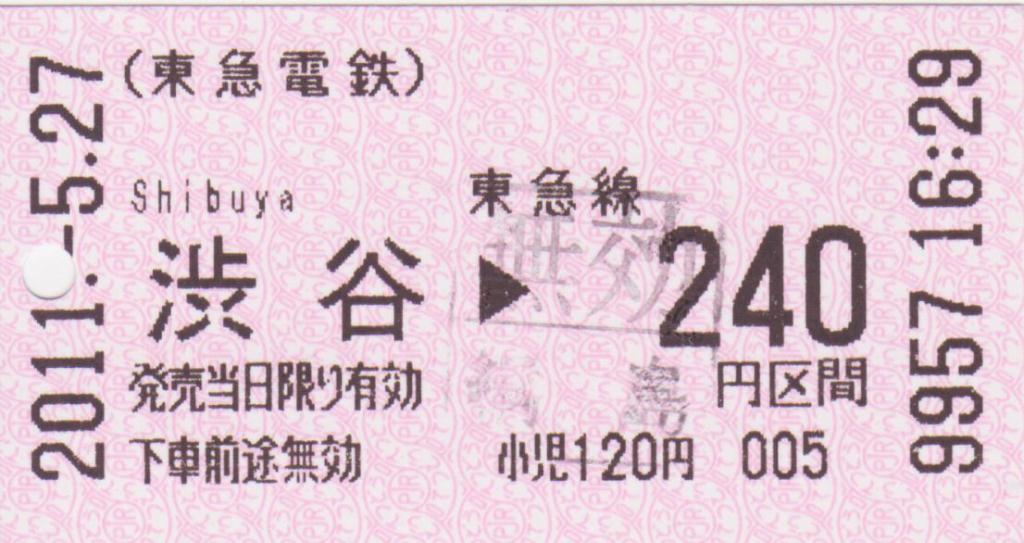 2011.-5.27
(東急電鉄)
Shibuya
渋谷
東急線
▶240
円区間
発売当日限り有効
下車前途無効
小児120円 005
無効
9957 16:29